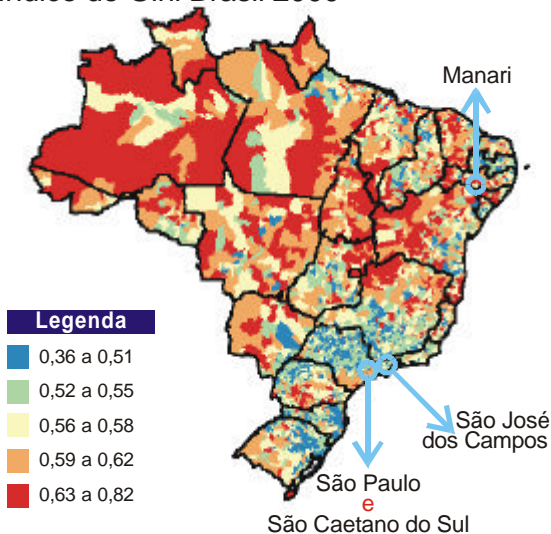 Manari
Legenda
0,36 a 0,51
0,52 a 0,55
0,56 a 0,58
0,59 a 0,62
0,63 a 0,82
São José
dos Campos
São Paulo
e
São Caetano do Sul